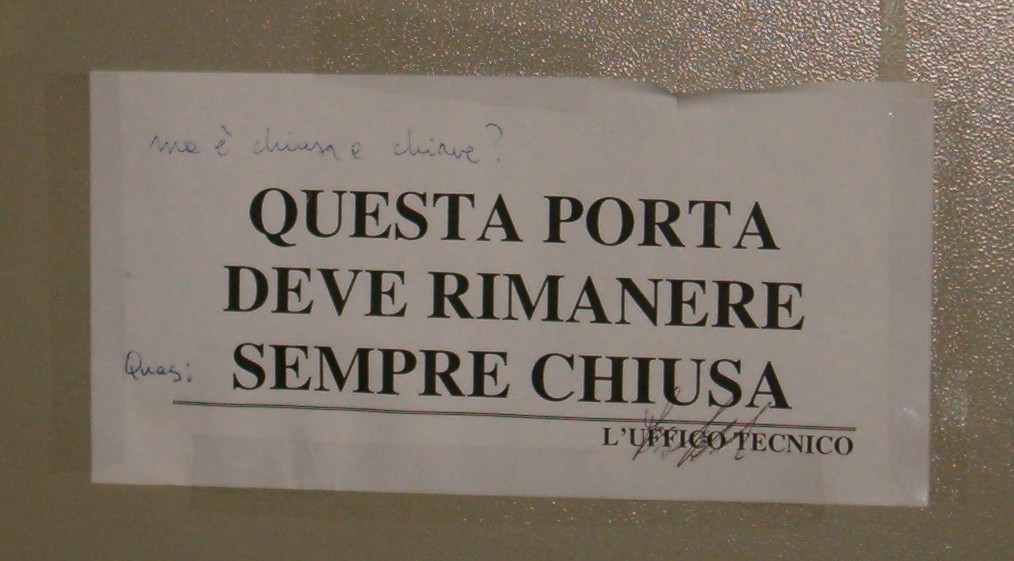 ma è chiusa a chiave?
QUESTA PORTA
DEVE RIMANERE
Quasi SEMPRE CHIUSA
L'UFFICO TECNICO